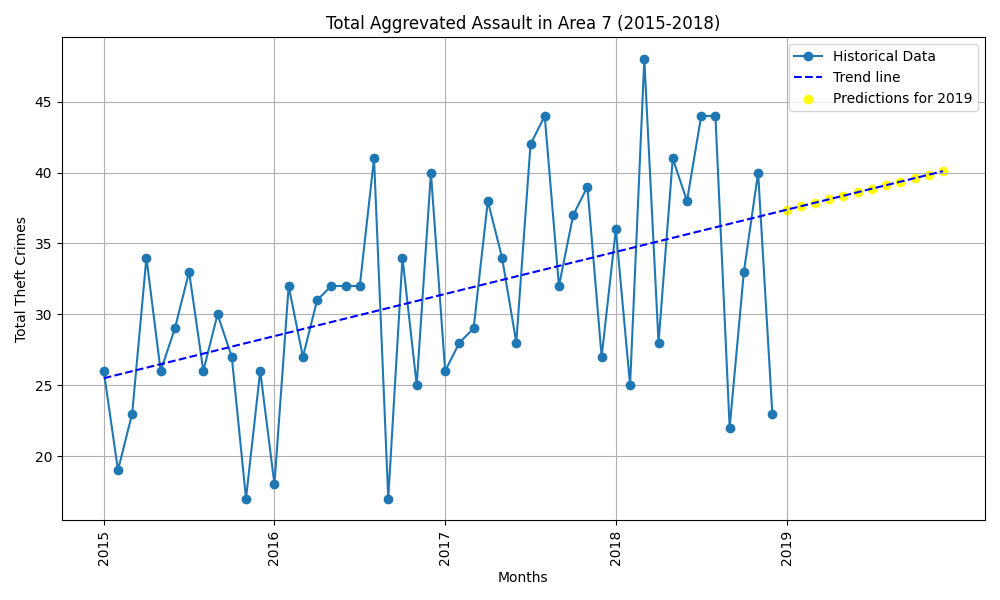 Total Aggrevated Assault in Area 7 (2015-2018)
Historical Data
Trend line
Predictions for 2019
Total Theft Crimes
45
40
35
30
25
20
2015
2016
2017
2018
2019
Months